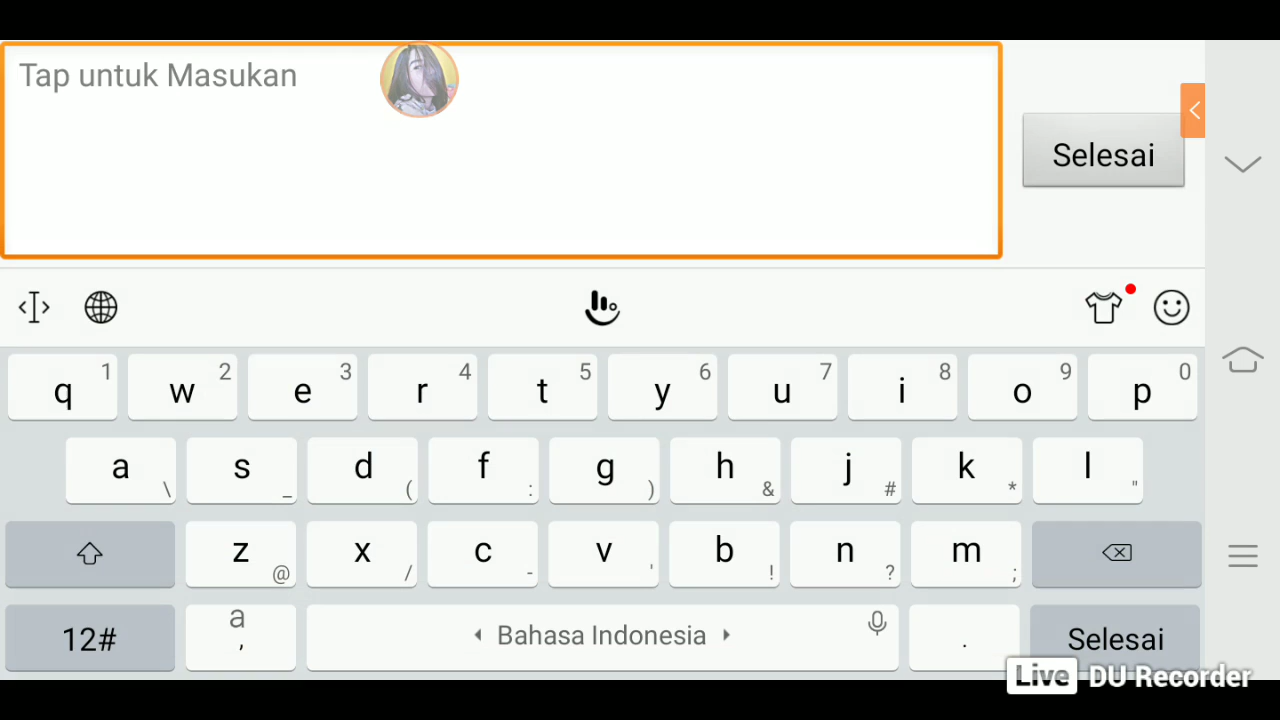 Tap untuk Masukan
Selesai
q 1 w 2 e 3 r 4 t 5 y 6 u 7 i 8 o 9 p 0
a \ s _ d ( f : g ) h & j # k * l "
z @ x / c - v ' b ! n ? m ;
12# a , Bahasa Indonesia . Selesai
Live DU Recorder